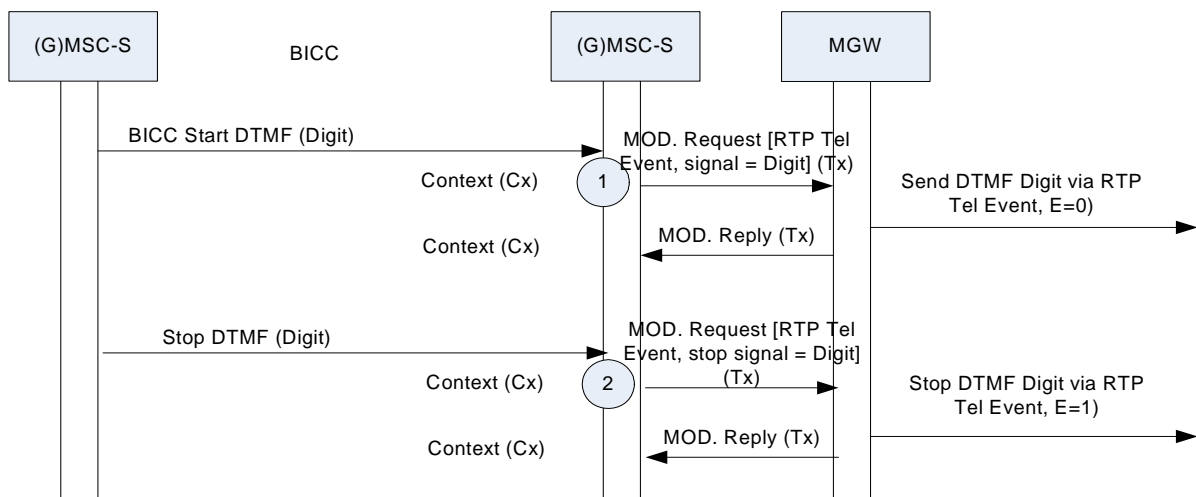 (G)MSC-S
BICC
(G)MSC-S
MGW
BICC Start DTMF (Digit)
MOD. Request [RTP Tel
Event, signal = Digit] (Tx)
Context (Cx)
1
Send DTMF Digit via RTP
Tel Event, E=0)
Context (Cx)
MOD. Reply (Tx)
Stop DTMF (Digit)
MOD. Request [RTP Tel
Event, stop signal = Digit]
(Tx)
Context (Cx)
2
Stop DTMF Digit via RTP
Tel Event, E=1)
Context (Cx)
MOD. Reply (Tx)